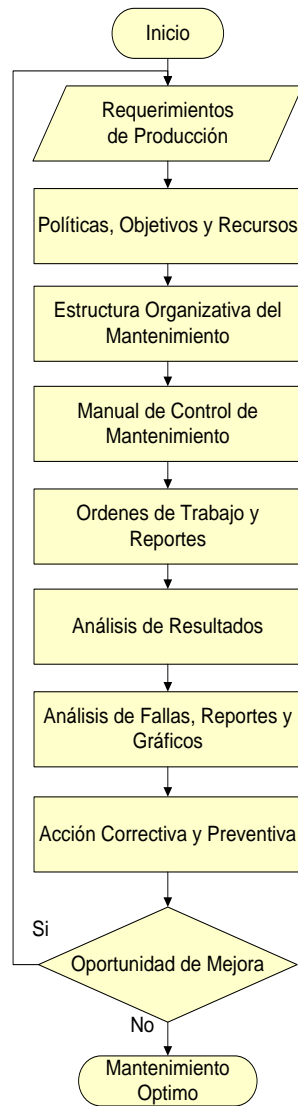 Inicio
Requerimientos
de Producción
Políticas, Objetivos y Recursos
Estructura Organizativa del
Mantenimiento
Manual de Control de
Mantenimiento
Ordenes de Trabajo y
Reportes
Análisis de Resultados
Análisis de Fallas, Reportes y
Gráficos
Acción Correctiva y Preventiva
Si
Oportunidad de Mejora
No
Mantenimiento
Optimo